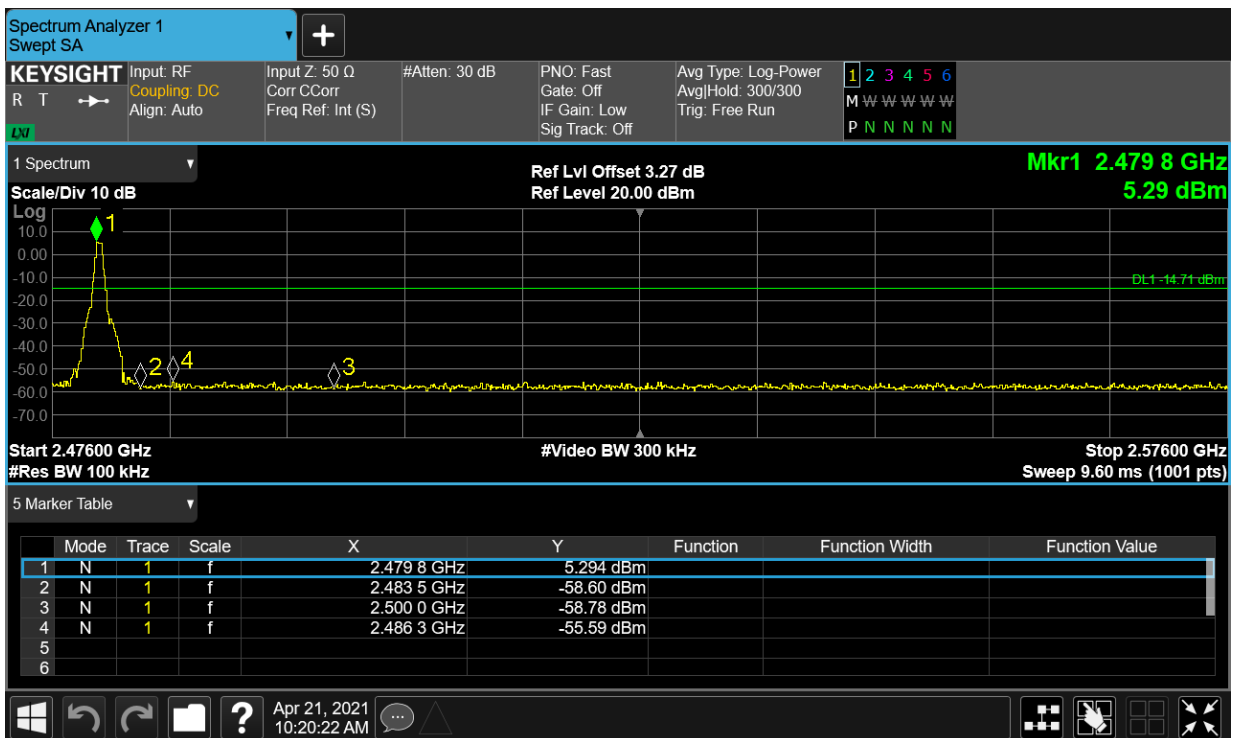 Spectrum Analyzer 1
Swept SA
KEYSIGHT
R T
LXI
Input: RF
Coupling: DC
Align: Auto
Input Z: 50 Ω
Corr CCorr
Freq Ref: Int (S)
#Atten: 30 dB
PNO: Fast
Gate: Off
IF Gain: Low
Sig Track: Off
Avg Type: Log-Power
Avg|Hold: 300/300
Trig: Free Run
1 2 3 4 5 6
M W W W W W
P N N N N N
1 Spectrum
Scale/Div 10 dB
Ref Lvl Offset 3.27 dB
Ref Level 20.00 dBm
Mkr1 2.479 8 GHz
5.29 dBm
Log
10.0
0.00
-10.0
-20.0
-30.0
-40.0
-50.0
-60.0
-70.0
1
2
4
3
DL1 -14.71 dBm
Start 2.47600 GHz
#Video BW 300 kHz
Stop 2.57600 GHz
#Res BW 100 kHz
Sweep 9.60 ms (1001 pts)
5 Marker Table
Mode Trace Scale X Y Function Function Width Function Value
1 N 1 f 2.479 8 GHz 5.294 dBm
2 N 1 f 2.483 5 GHz -58.60 dBm
3 N 1 f 2.500 0 GHz -58.78 dBm
4 N 1 f 2.486 3 GHz -55.59 dBm
5
6
?
Apr 21, 2021
10:20:22 AM